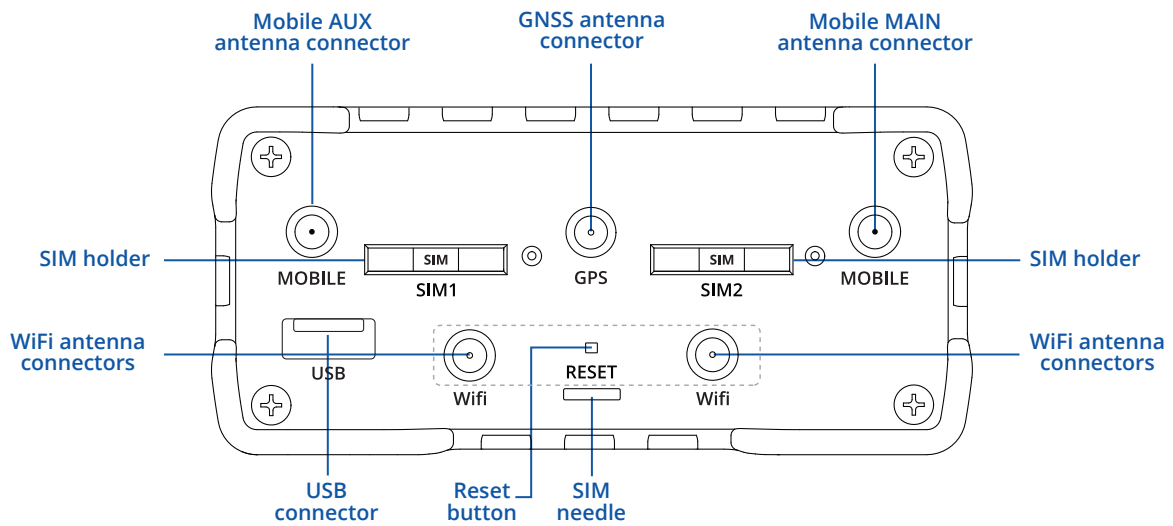 Mobile AUX
antenna connector
GNSS antenna
connector
Mobile MAIN
antenna connector
SIM holder
MOBILE
SIM
SIM1
GPS
SIM
SIM2
MOBILE
SIM holder
WiFi antenna
connectors
USB
Wifi
RESET
Wifi
WiFi antenna
connectors
USB
connector
Reset
button
SIM
needle